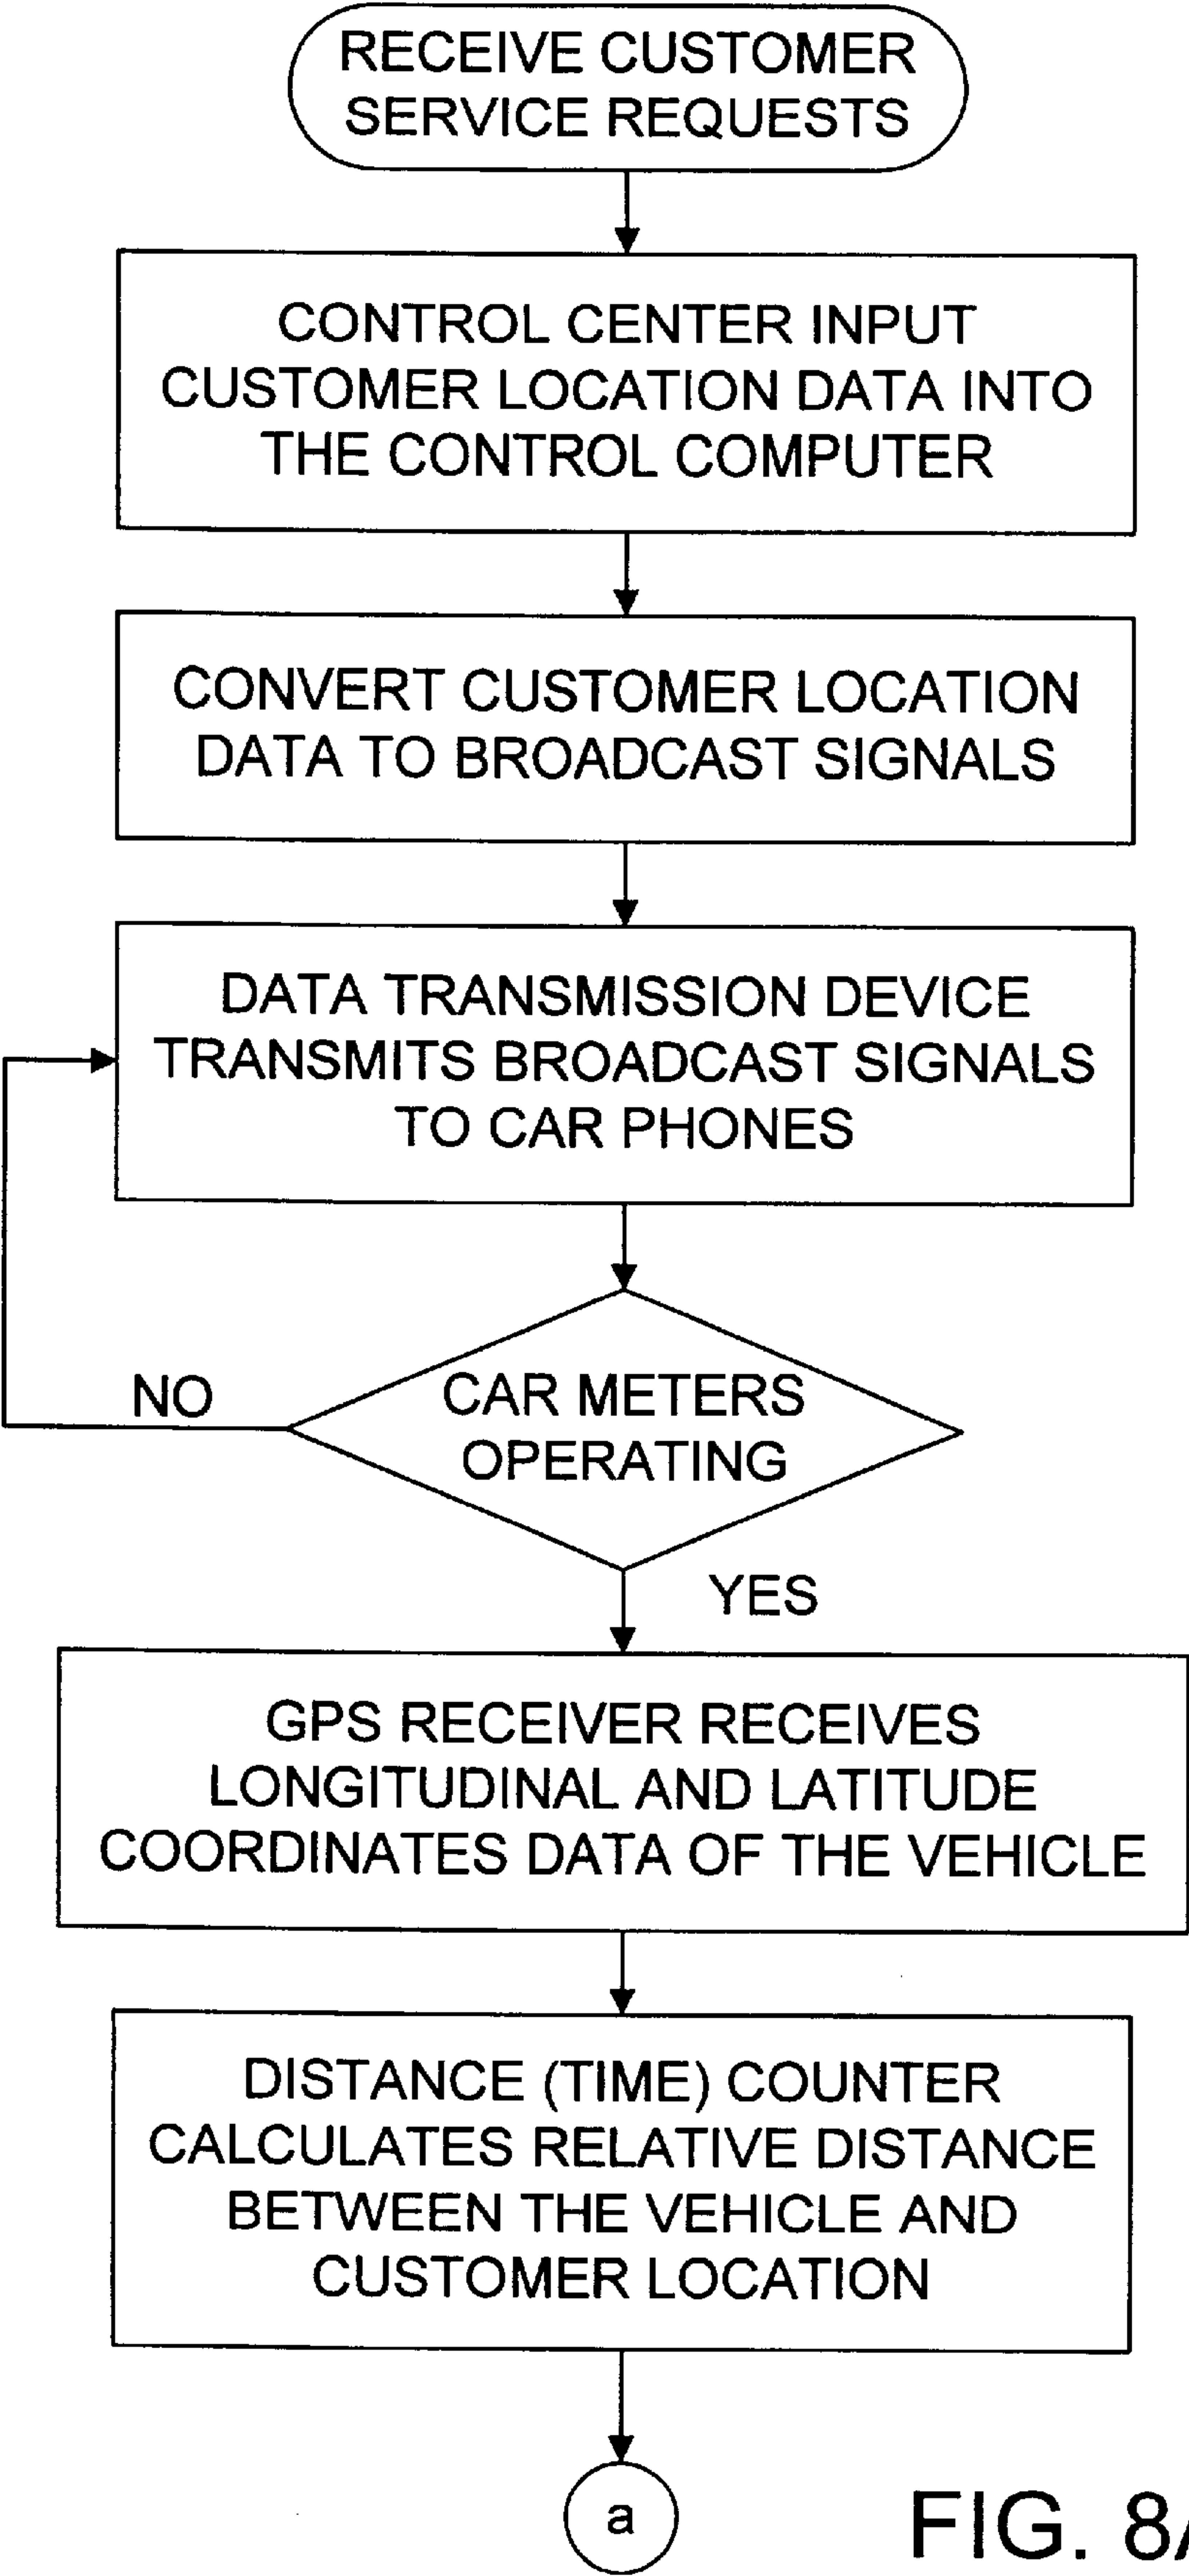 RECEIVE CUSTOMER
SERVICE REQUESTS
CONTROL CENTER INPUT
CUSTOMER LOCATION DATA INTO
THE CONTROL COMPUTER
CONVERT CUSTOMER LOCATION
DATA TO BROADCAST SIGNALS
DATA TRANSMISSION DEVICE
TRANSMITS BROADCAST SIGNALS
TO CAR PHONES
NO
CAR METERS
OPERATING
YES
GPS RECEIVER RECEIVES
LONGITUDINAL AND LATITUDE
COORDINATES DATA OF THE VEHICLE
DISTANCE (TIME) COUNTER
CALCULATES RELATIVE DISTANCE
BETWEEN THE VEHICLE AND
CUSTOMER LOCATION
a
FIG. 8A